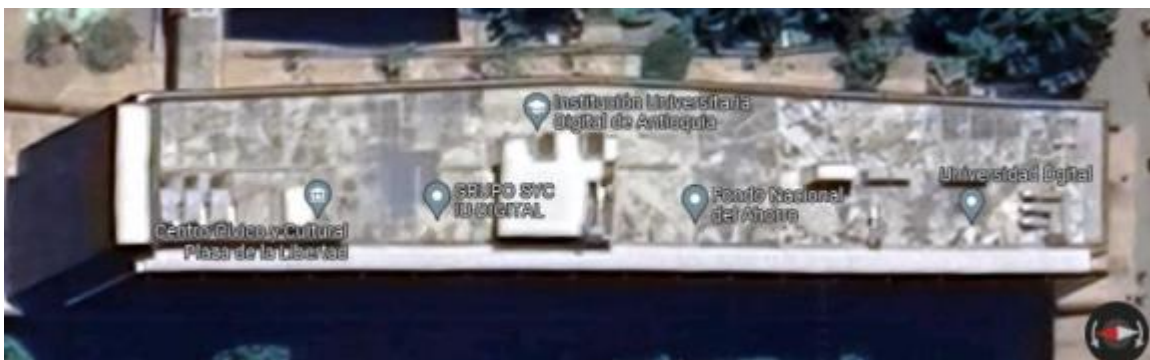 Institución Universitaria
Digital de Antioquia
GRUPO SYC
IU-DIGITAL
Fondo Nacional
del Ahorro
Universidad Dgital
Centro Cívico y Cultural
Plaza de la Libertad